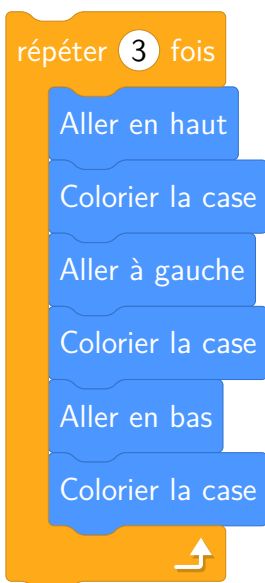 répéter 3 fois
Aller en haut
Colorier la case
Aller à gauche
Colorier la case
Aller en bas
Colorier la case